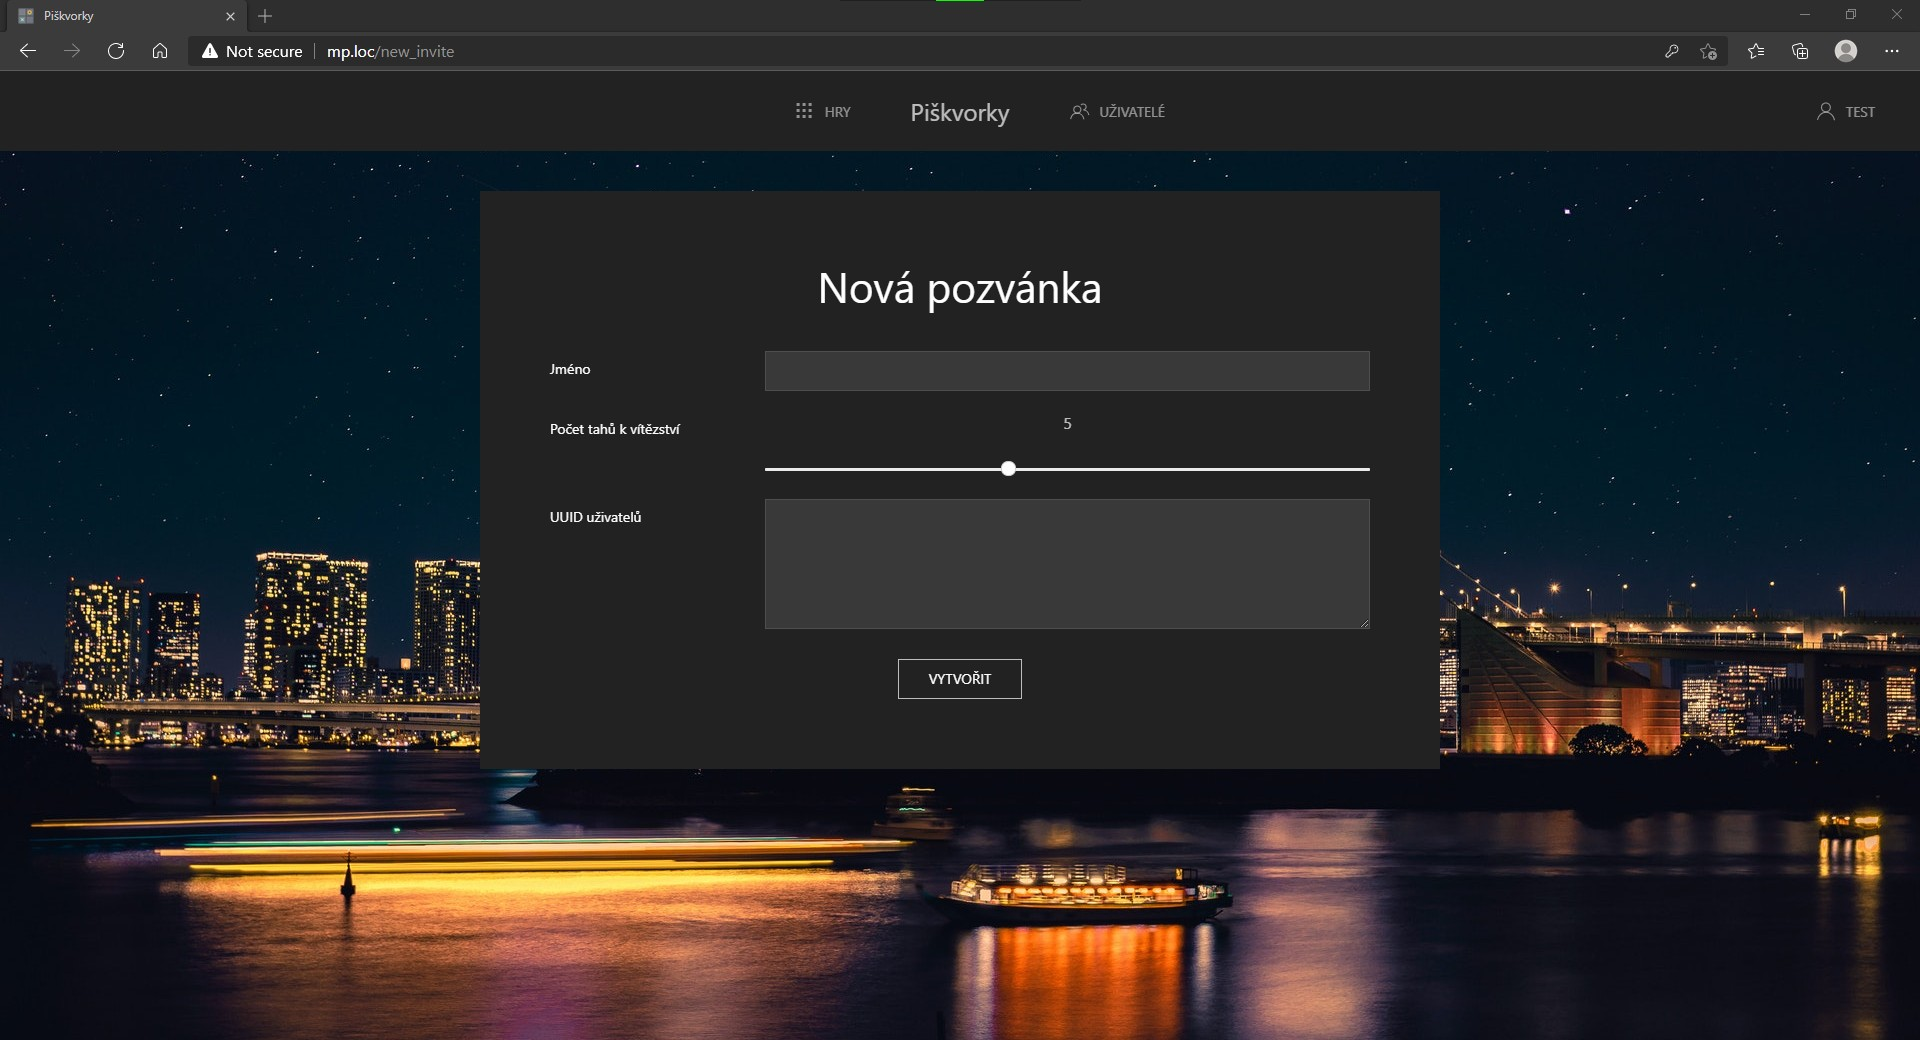 Piškvorky
Not secure | mp.loc/new_invite
HRY
Piškvorky
UŽIVATELÉ
TEST
Nová pozvánka
Jméno
Počet tahů k vítězství
5
UUID uživatelů
VYTVOŘIT